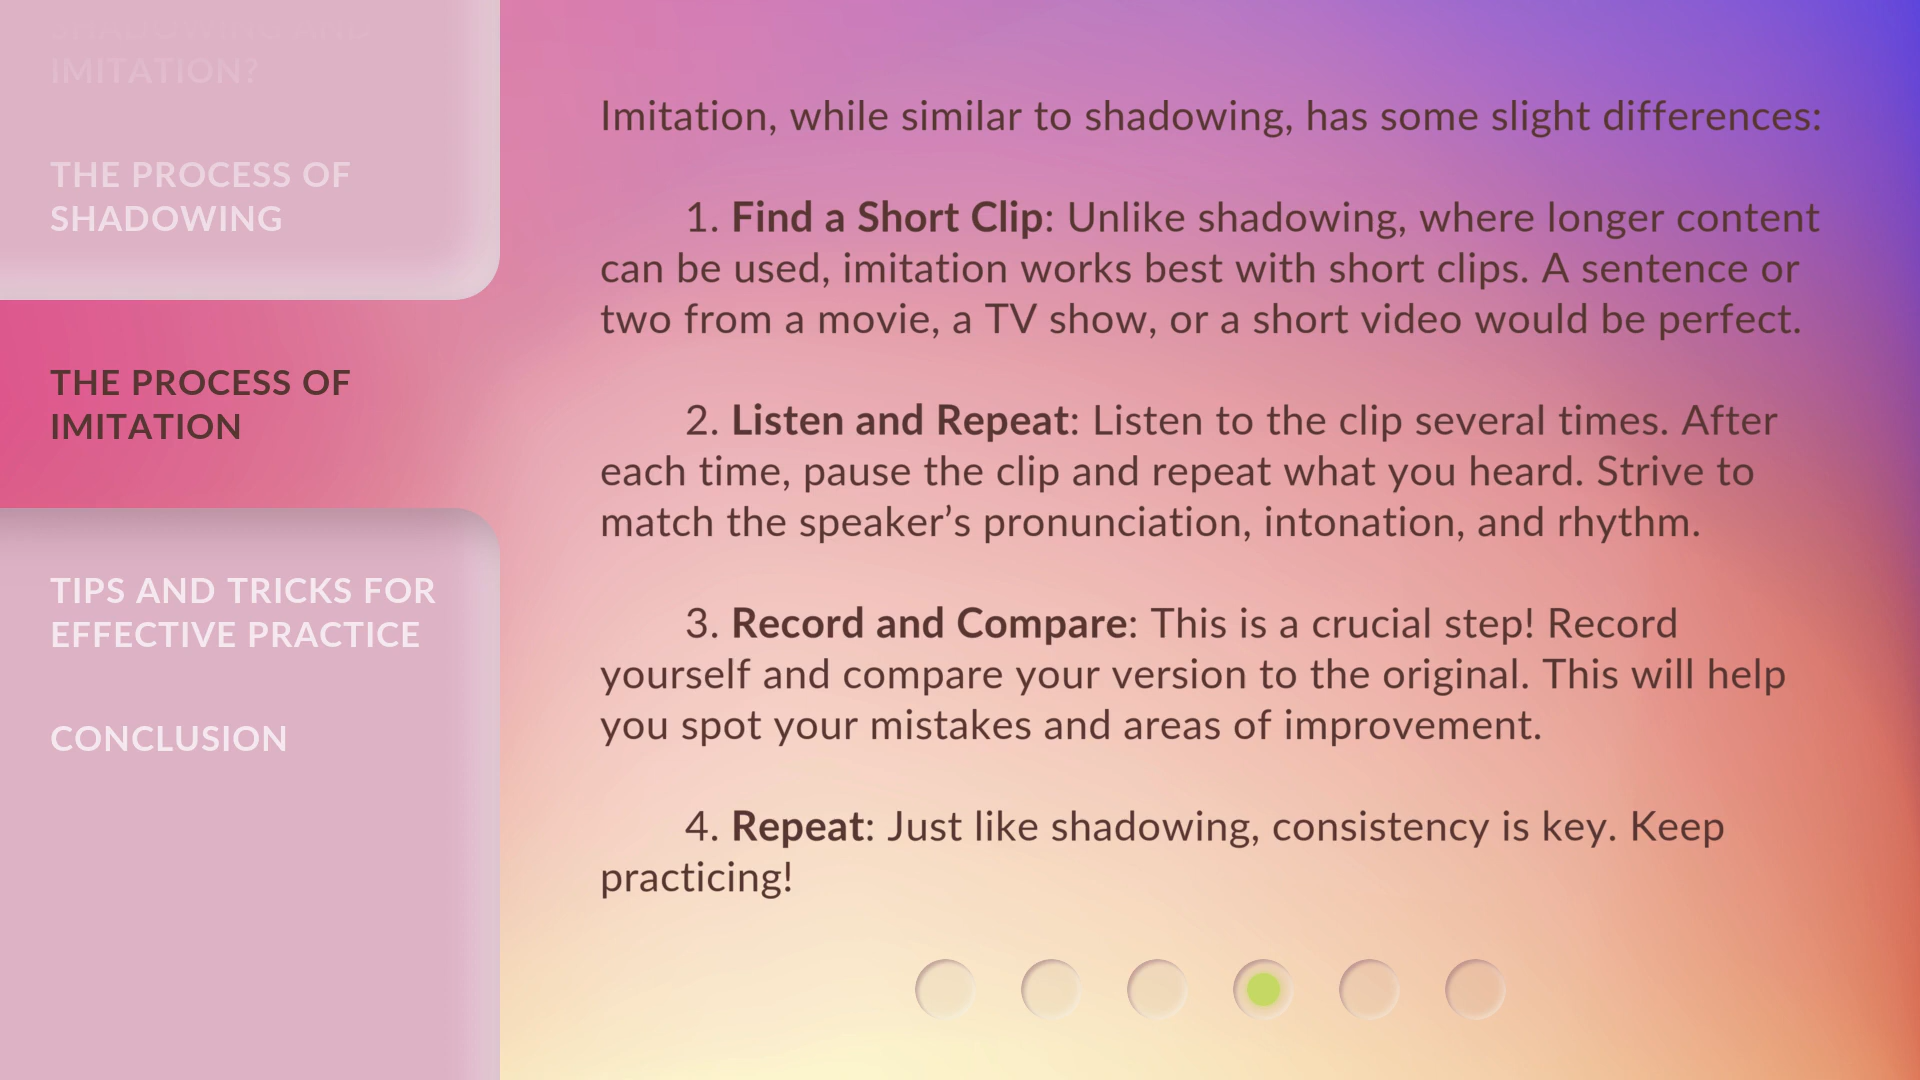 SHADOWING AND
IMITATION?
THE PROCESS OF
SHADOWING
THE PROCESS OF
IMITATION
TIPS AND TRICKS FOR
EFFECTIVE PRACTICE
CONCLUSION
Imitation, while similar to shadowing, has some slight differences:
1. Find a Short Clip: Unlike shadowing, where longer content
can be used, imitation works best with short clips. A sentence or
two from a movie, a TV show, or a short video would be perfect.
2. Listen and Repeat: Listen to the clip several times. After
each time, pause the clip and repeat what you heard. Strive to
match the speaker’s pronunciation, intonation, and rhythm.
3. Record and Compare: This is a crucial step! Record
yourself and compare your version to the original. This will help
you spot your mistakes and areas of improvement.
4. Repeat: Just like shadowing, consistency is key. Keep
practicing!